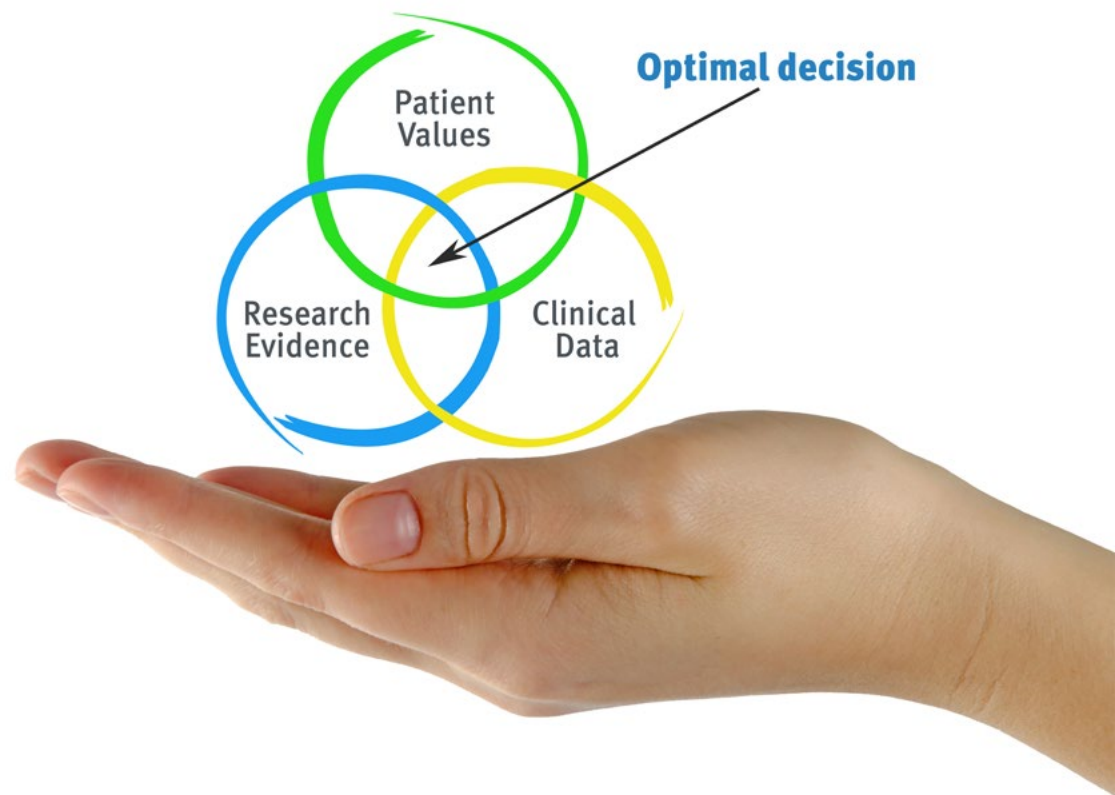 Optimal decision
Patient
Values
Research
Evidence
Clinical
Data